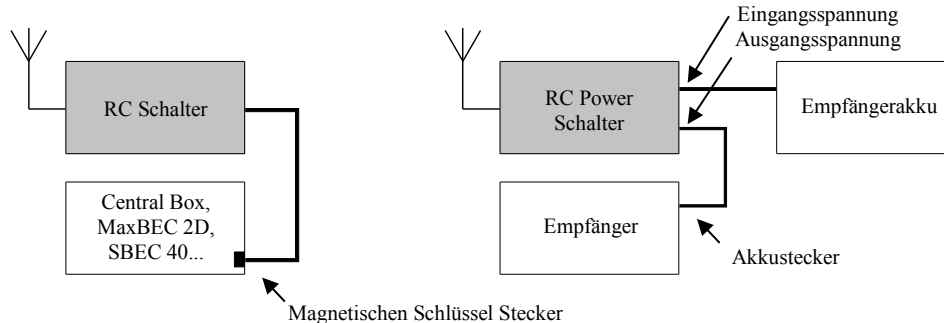 Eingangsspannung
Ausgangsspannung
RC Schalter
RC Power
Schalter
Empfängerakku
Central Box,
MaxBEC 2D,
SBEC 40...
Empfänger
Akkustecker
Magnetischen Schlüssel Stecker